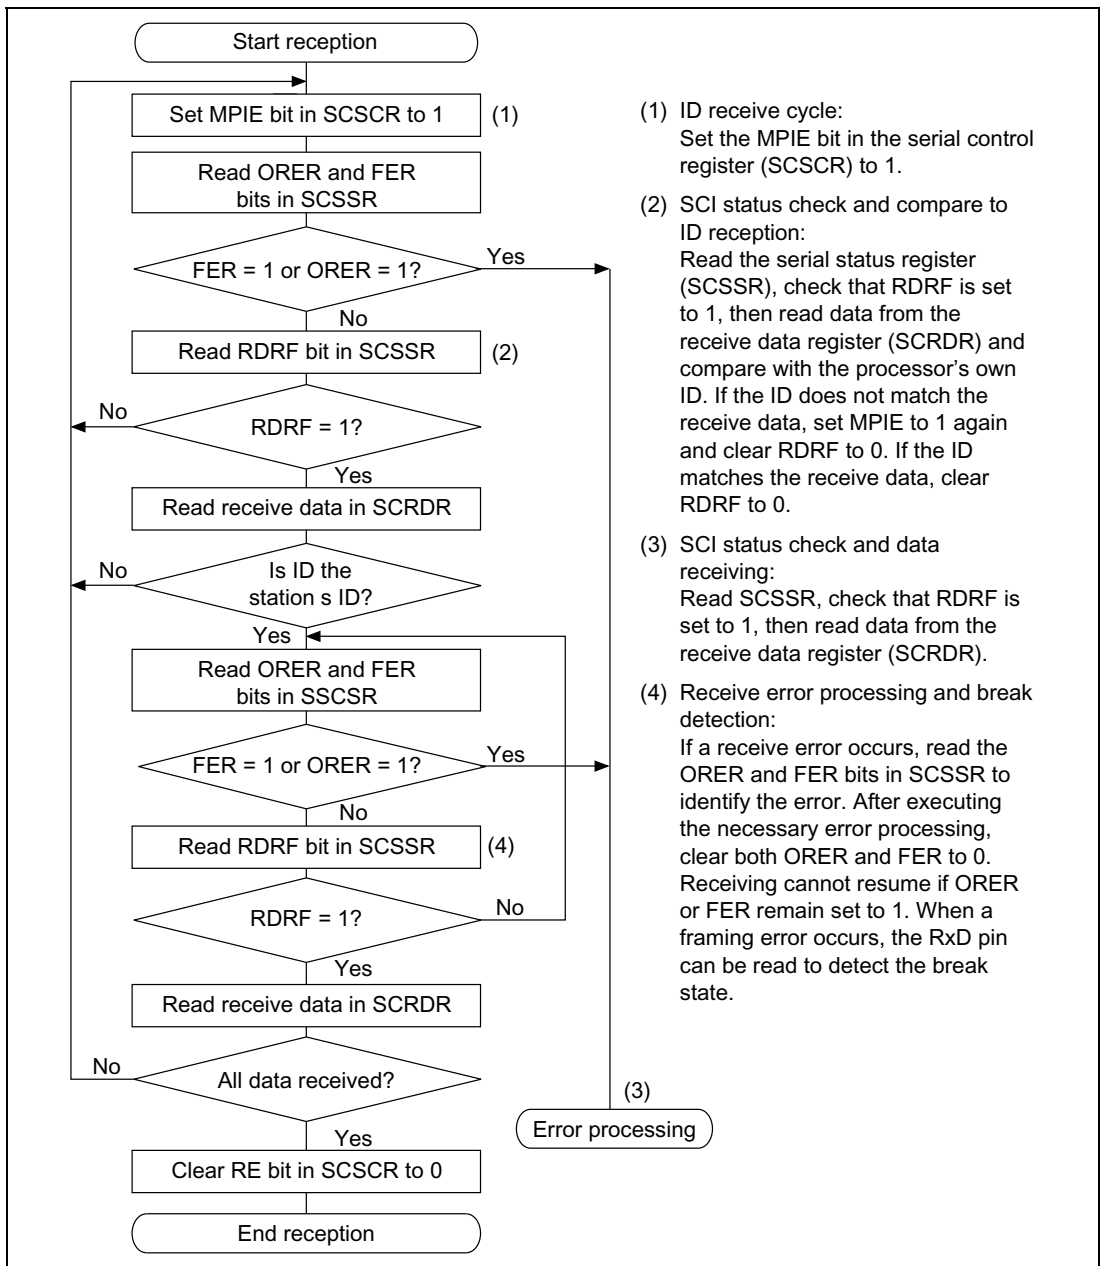 Start reception
Set MPIE bit in SCSCR to 1
(1)
Read ORER and FER
bits in SCSSR
FER = 1 or ORER = 1?
Yes
No
Read RDRF bit in SCSSR
(2)
No
RDRF = 1?
Yes
Read receive data in SCRDR
No
Is ID the
station s ID?
Yes
Read ORER and FER
bits in SSCSR
FER = 1 or ORER = 1?
Yes
No
Read RDRF bit in SCSSR
(4)
RDRF = 1?
No
Yes
Read receive data in SCRDR
No
All data received?
(3)
Error processing
Yes
Clear RE bit in SCSCR to 0
End reception
(1) ID receive cycle:
Set the MPIE bit in the serial control
register (SCSCR) to 1.
(2) SCI status check and compare to
ID reception:
Read the serial status register
(SCSSR), check that RDRF is set
to 1, then read data from the
receive data register (SCRDR) and
compare with the processor's own
ID. If the ID does not match the
receive data, set MPIE to 1 again
and clear RDRF to 0. If the ID
matches the receive data, clear
RDRF to 0.
(3) SCI status check and data
receiving:
Read SCSSR, check that RDRF is
set to 1, then read data from the
receive data register (SCRDR).
(4) Receive error processing and break
detection:
If a receive error occurs, read the
ORER and FER bits in SCSSR to
identify the error. After executing
the necessary error processing,
clear both ORER and FER to 0.
Receiving cannot resume if ORER
or FER remain set to 1. When a
framing error occurs, the RxD pin
can be read to detect the break
state.